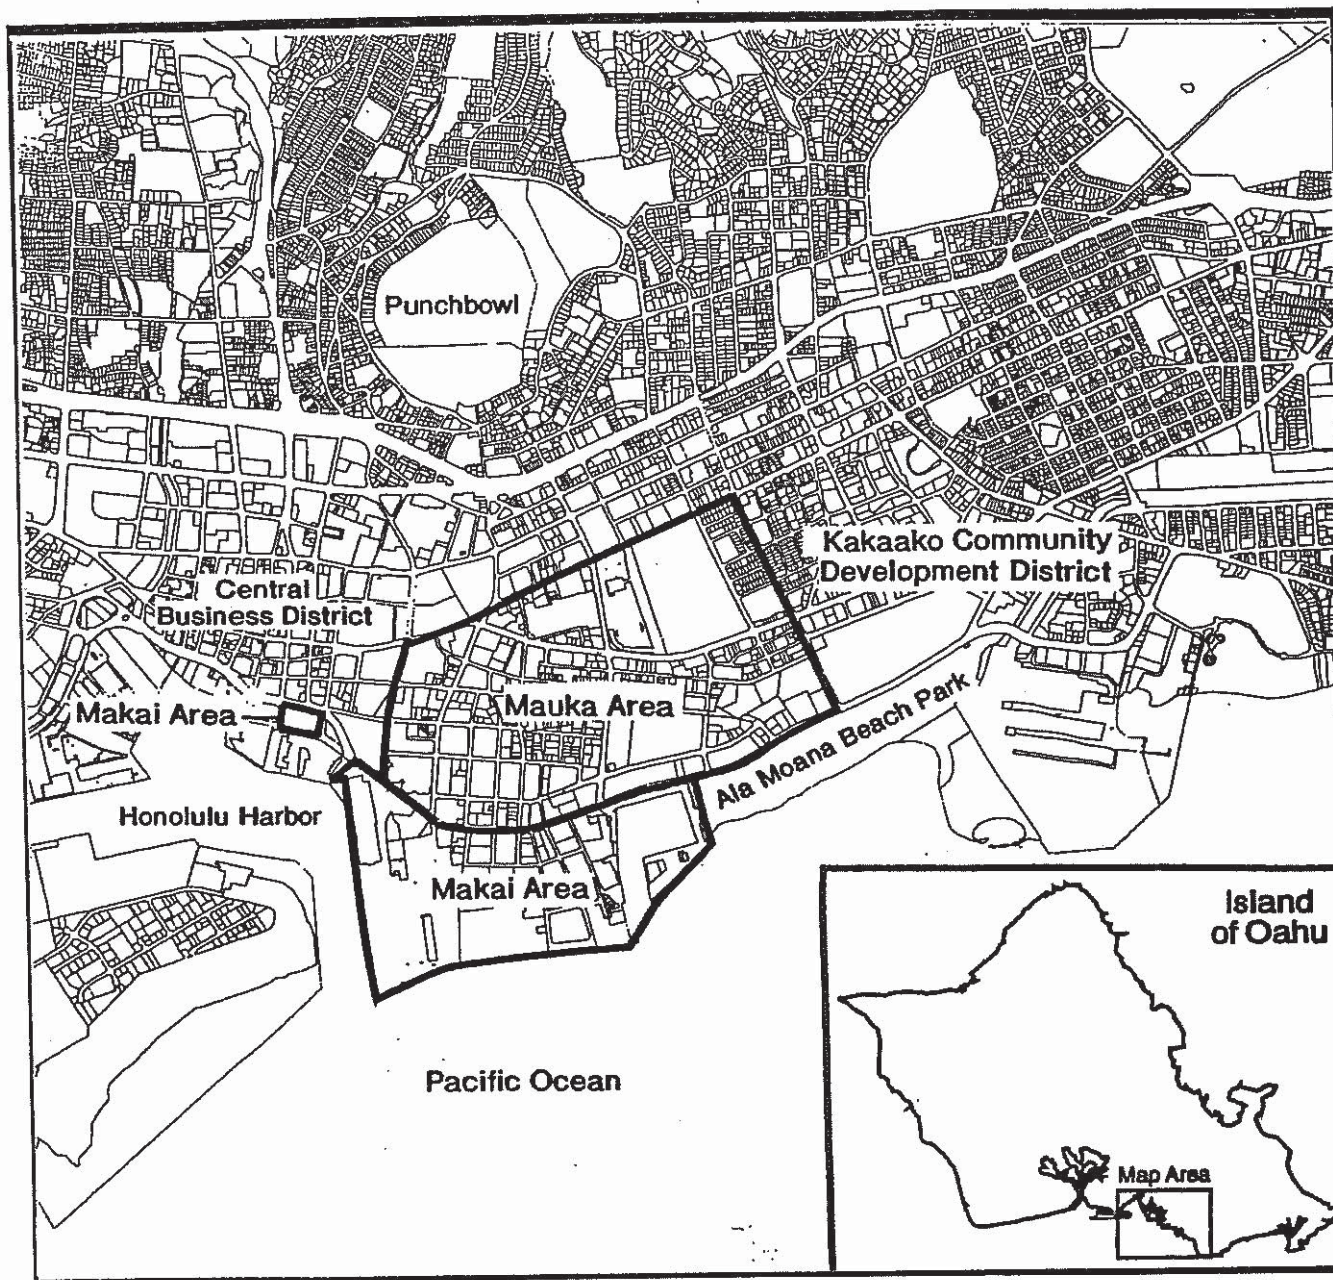 Punchbowl
Kakaako Community
Development District
Central
Business District
Makai Area
Mauka Area
Ala Moana Beach Park
Honolulu Harbor
Makai Area
Island
of Oahu
Pacific Ocean
Map Area